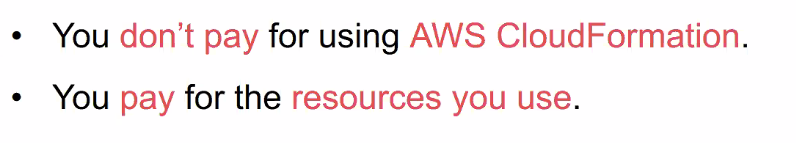 • You don’t pay for using AWS CloudFormation.
• You pay for the resources you use.